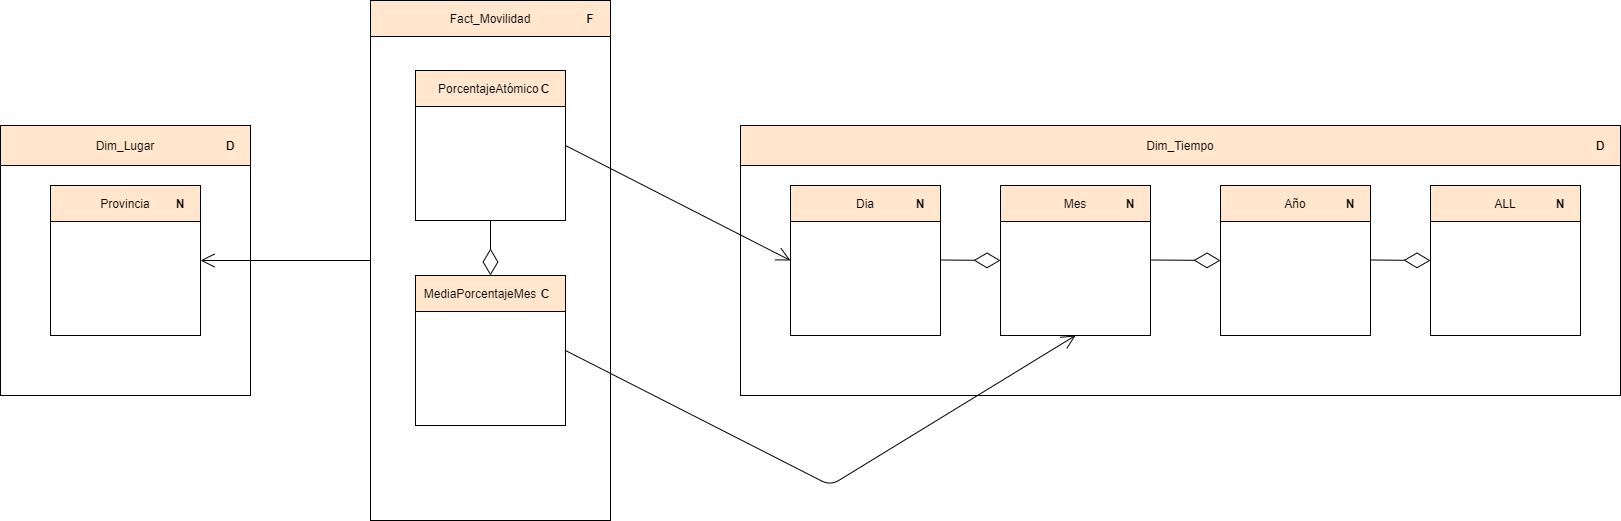 Fact_Movilidad F
PorcentajeAtómico C
MediaPorcentajeMes C
Dim_Lugar D
Provincia N
Dim_Tiempo D
Dia N
Mes N
Año N
ALL N